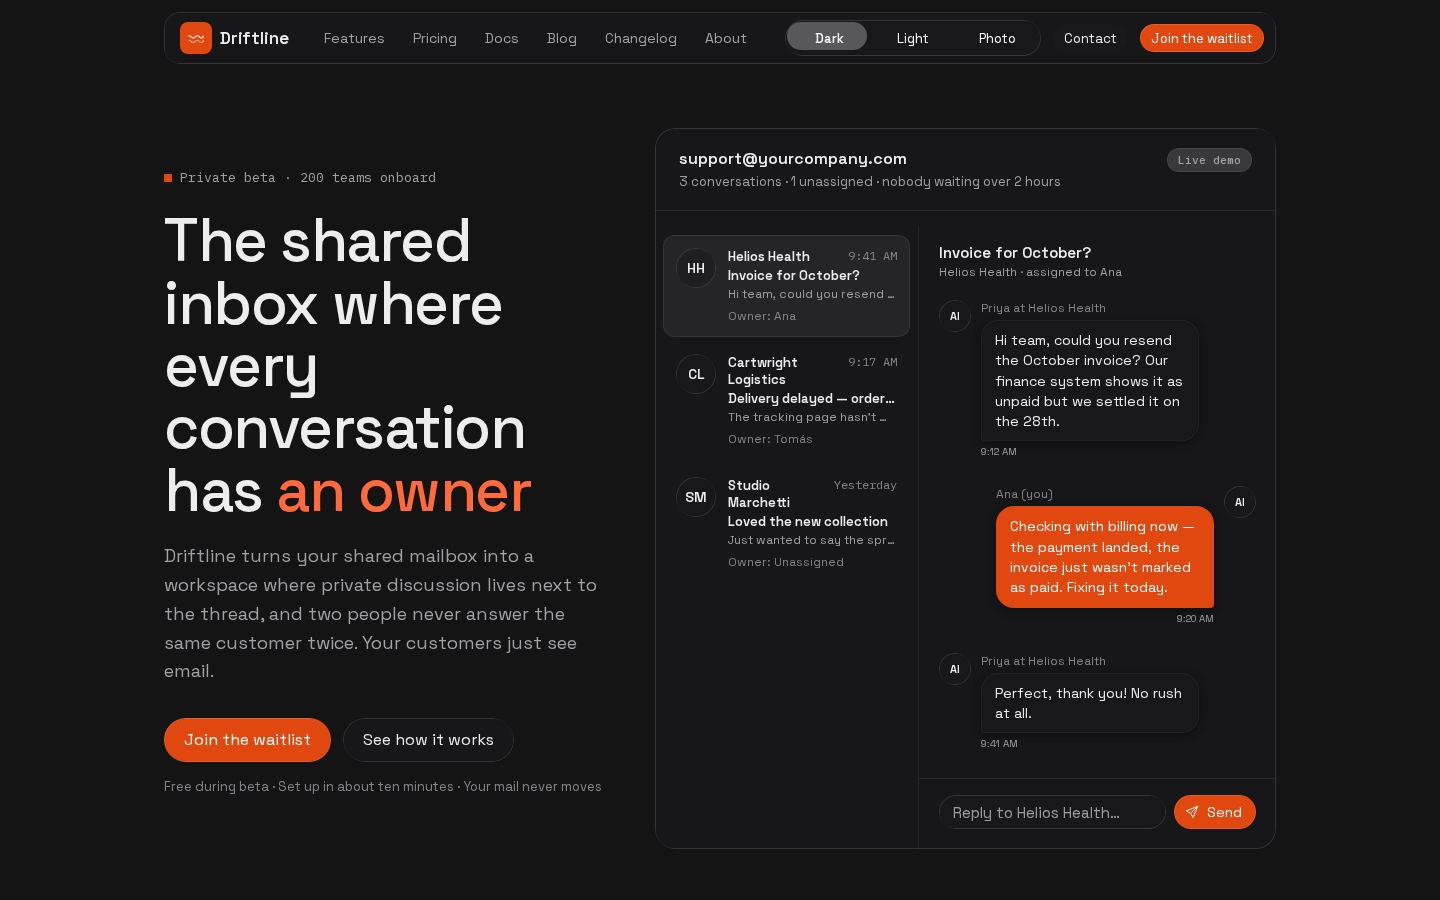 Driftline
Features
Pricing
Docs
Blog
Changelog
About
Dark
Light
Photo
Contact
Join the waitlist
Private beta · 200 teams onboard
The shared
inbox where
every
conversation
has an owner
Driftline turns your shared mailbox into a
workspace where private discussion lives next to
the thread, and two people never answer the
same customer twice. Your customers just see
email.
Join the waitlist
See how it works
Free during beta · Set up in about ten minutes · Your mail never moves
support@yourcompany.com
3 conversations · 1 unassigned · nobody waiting over 2 hours
Live demo
HH
Helios Health
9:41 AM
Invoice for October?
Hi team, could you resend …
Owner: Ana
CL
Cartwright
Logistics
9:17 AM
Delivery delayed — order…
The tracking page hasn't …
Owner: Tomás
SM
Studio
Marchetti
Yesterday
Loved the new collection
Just wanted to say the spr…
Owner: Unassigned
Invoice for October?
Helios Health · assigned to Ana
AI
Priya at Helios Health
Hi team, could you resend
the October invoice? Our
finance system shows it as
unpaid but we settled it on
the 28th.
9:12 AM
Ana (you)
AI
Checking with billing now —
the payment landed, the
invoice just wasn't marked
as paid. Fixing it today.
9:20 AM
AI
Priya at Helios Health
Perfect, thank you! No rush
at all.
9:41 AM
Reply to Helios Health…
Send